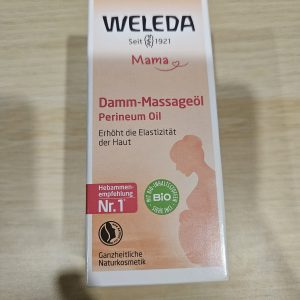 WELEDA
Seit 1921
Mama
Damm-Massageöl
Perineum Oil
Erhöht die Elastizität
der Haut
Hebammen-
empfehlung
Nr.1
BIO
Ganzheitliche
Naturkosmetik